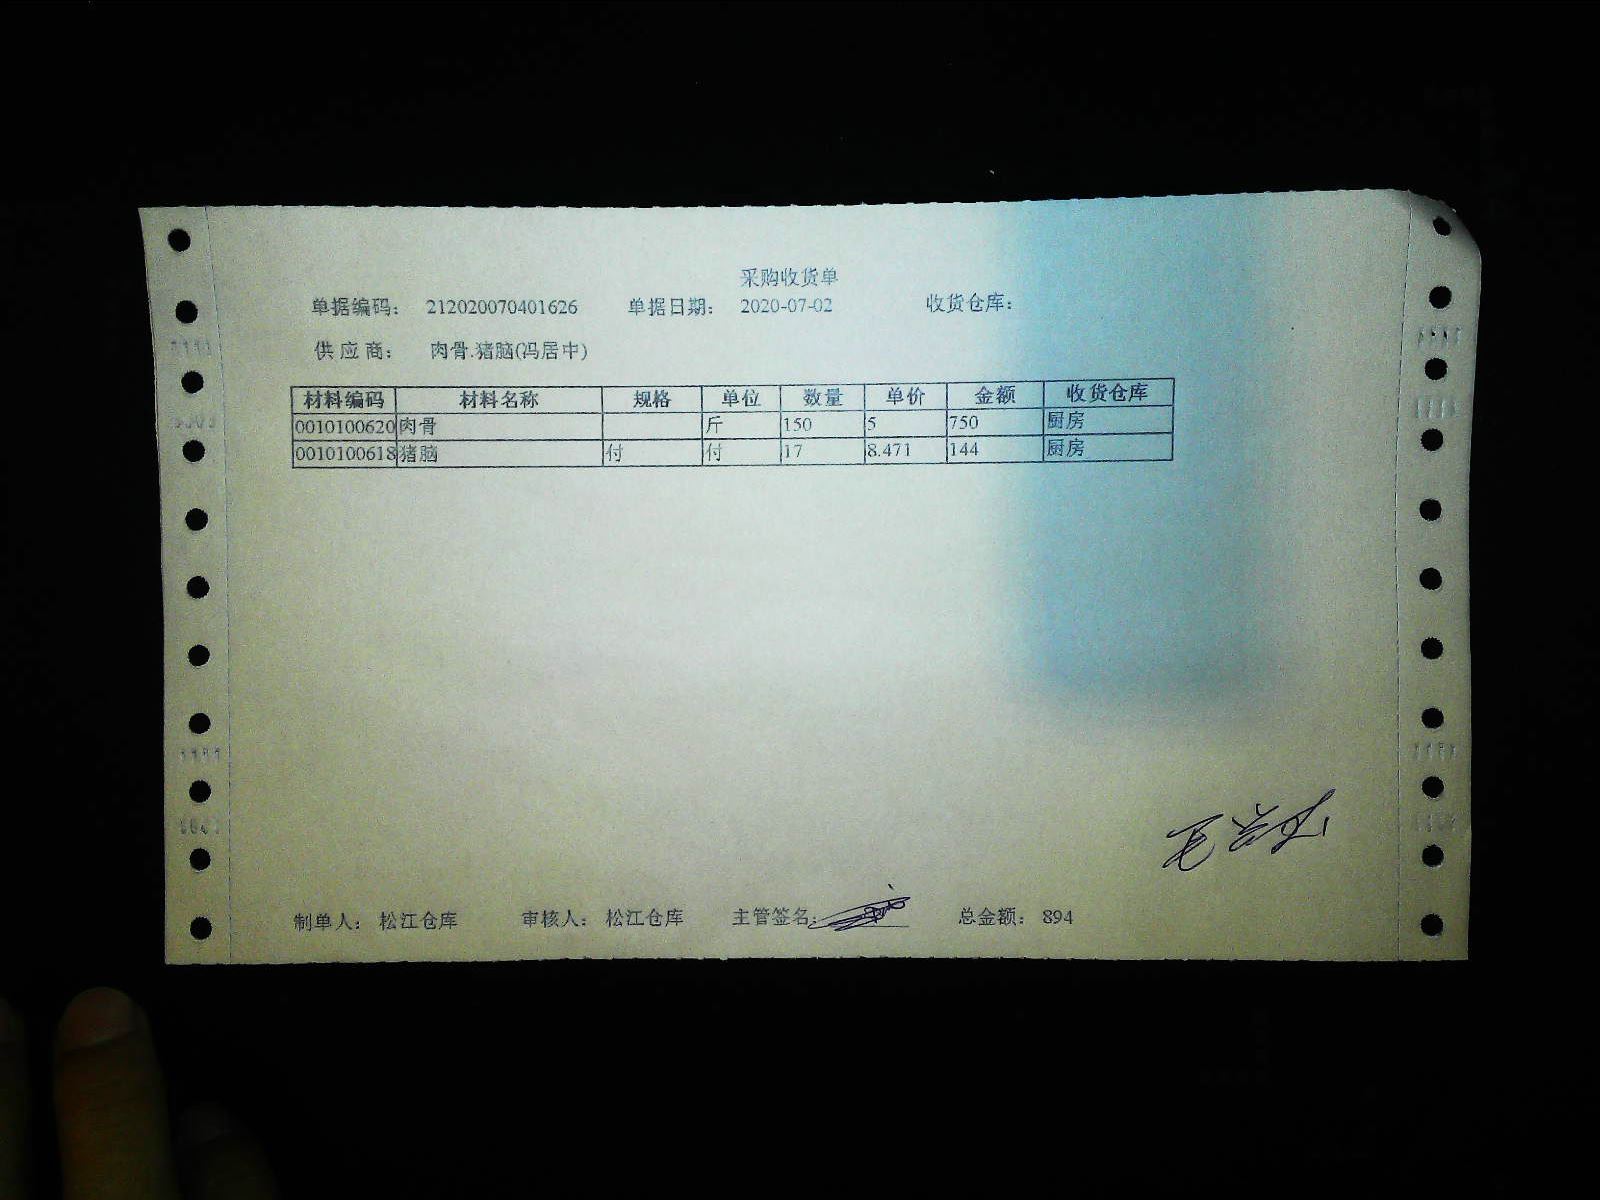 采购收货单
单据编码： 212020070401626 单据日期： 2020-07-02 收货仓库：
供应商： 肉骨.猪脑(冯居中)
材料编码 材料名称 规格 单位 数量 单价 金额 收货仓库
0010100620 肉骨 斤 150 5 750 厨房
0010100618 猪脑 付 付 17 8.471 144 厨房
制单人： 松江仓库 审核人： 松江仓库 主管签名： 总金额： 894